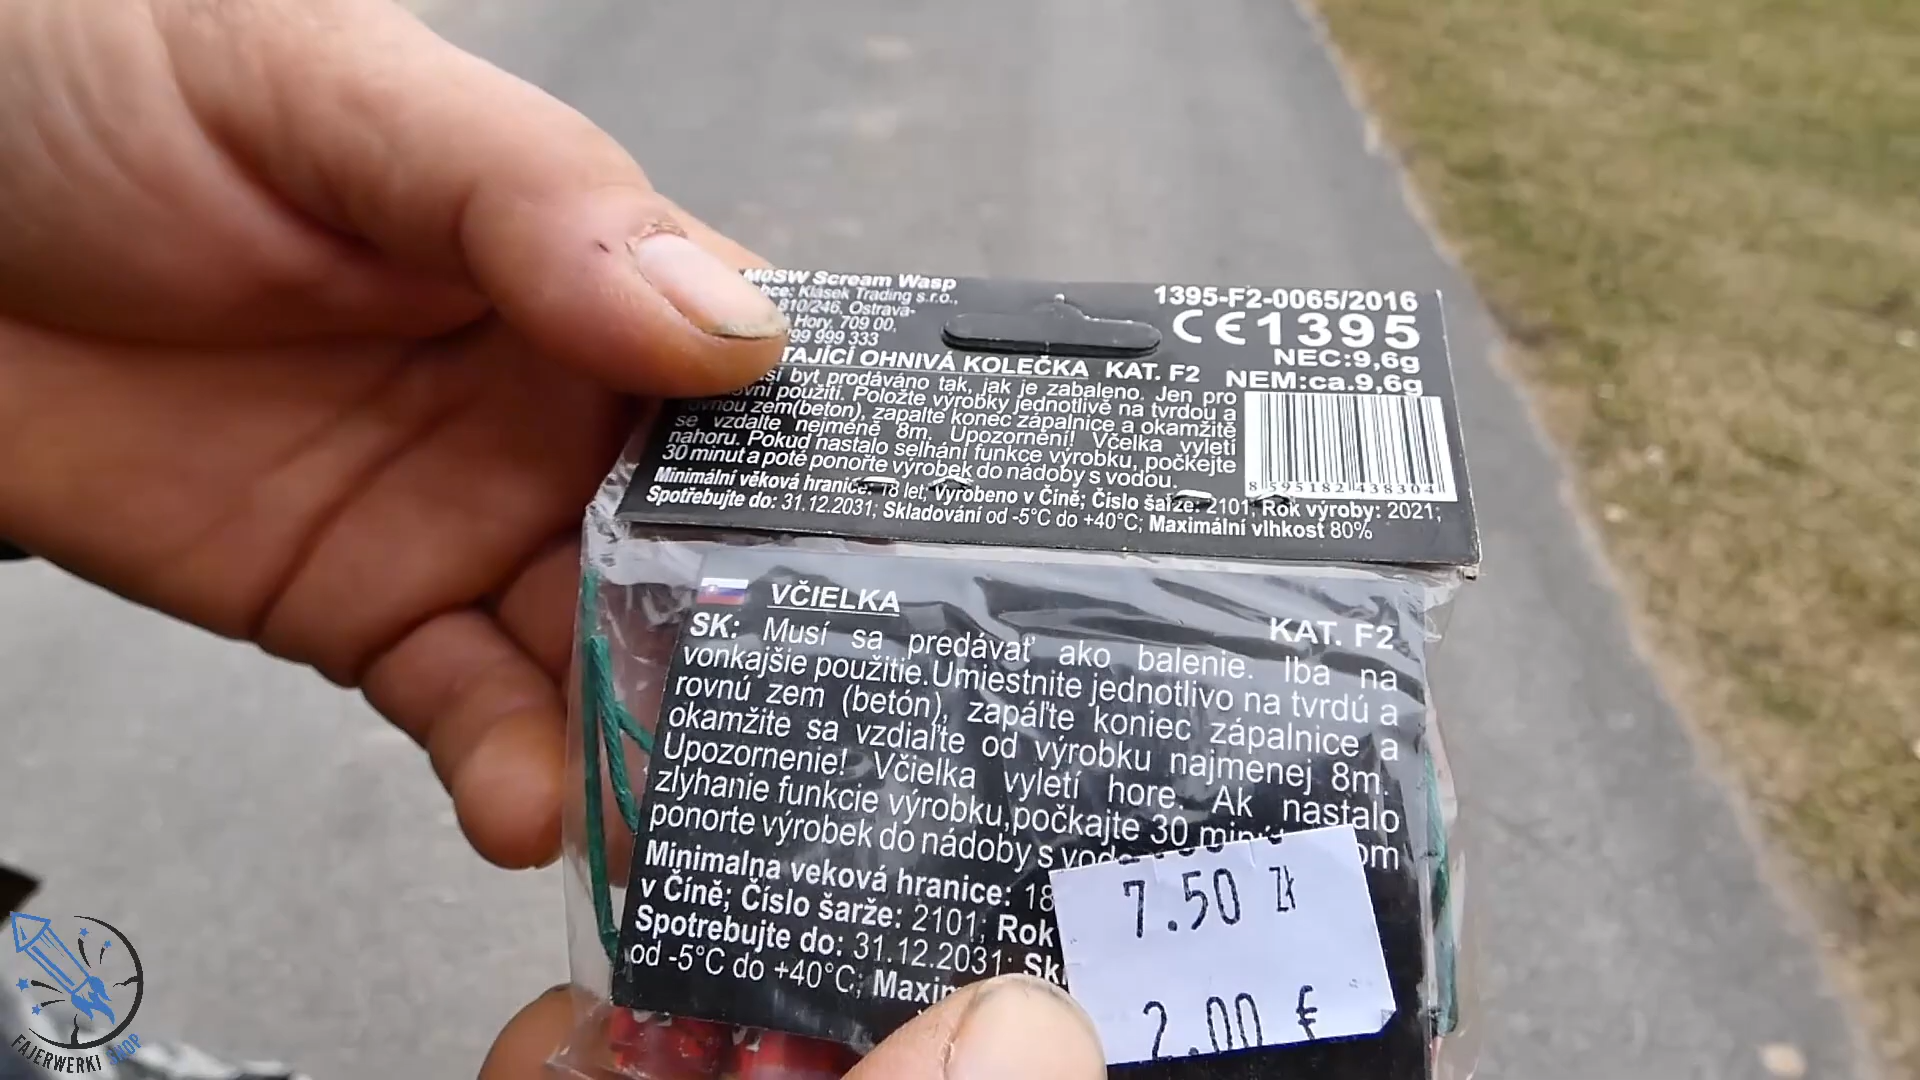 M0SW Scream Wasp
Klásek Trading s.r.o.,
810/246, Ostrava-
Hory, 709 00,
799 999 333
1395-F2-0065/2016
CE1395
NEC:9,6g
NEM:ca.9,6g
OHNIVÁ KOLEČKA KAT. F2
byt prodáváno tak, jak je zabaleno. Jen pro
použití. Položte výrobky jednotlivě na tvrdou a
rovnou zem(beton), zapalte konec zápalnice a okamžitě
se vzdalte nejméně 8m. Upozornění! Včelka vyletí
nahoru. Pokud nastalo selhání funkce výrobku, počkejte
30 minut a poté ponořte výrobek do nádoby s vodou.
Minimální věková hranice: 18 let, Vyrobeno v Číně; Číslo šarže: 2101; Rok výroby: 2021;
Spotřebujte do: 31.12.2031; Skladování od -5°C do +40°C; Maximální vlhkost 80%
8 595182 438304
VČIELKA
KAT. F2
SK: Musí sa predávať ako balenie. Iba na
vonkajšie použitie.Umiestnite jednotlivo na tvrdú a
rovnú zem (betón), zapáľte koniec zápalnice a
okamžite sa vzdiaľte od výrobku najmenej 8m.
Upozornenie! Včielka vyletí hore. Ak nastalo
zlyhanie funkcie výrobku,počkajte 30 minút
ponorte výrobek do nádoby s
Minimalna veková hranice: 18
v Číně; Číslo šarže: 2101; Rok
Spotrebujte do: 31.12.2031;
od -5°C do +40°C;
7.50 zł
2.00 €
FAJERWERKI SHOP